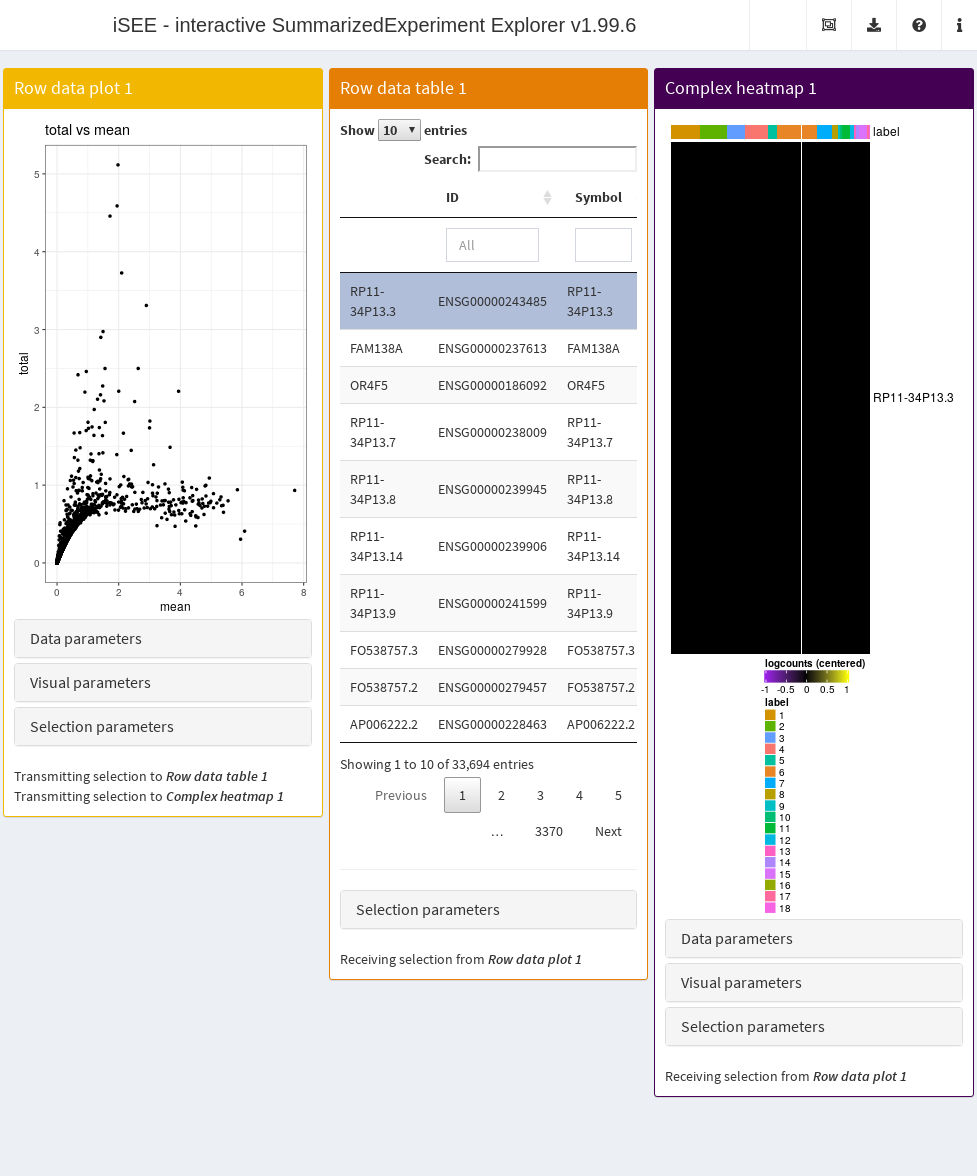 iSEE - interactive SummarizedExperiment Explorer v1.99.6
Row data plot 1
total vs mean
5
4
3
2
1
0
total
0 2 4 6 8
mean
Data parameters
Visual parameters
Selection parameters
Transmitting selection to Row data table 1
Transmitting selection to Complex heatmap 1
Row data table 1
Show 10 entries
Search:
ID Symbol
All
RP11-34P13.3 ENSG00000243485 RP11-34P13.3
FAM138A ENSG00000237613 FAM138A
OR4F5 ENSG00000186092 OR4F5
RP11-34P13.7 ENSG00000238009 RP11-34P13.7
RP11-34P13.8 ENSG00000239945 RP11-34P13.8
RP11-34P13.14 ENSG00000239906 RP11-34P13.14
RP11-34P13.9 ENSG00000241599 RP11-34P13.9
FO538757.3 ENSG00000279928 FO538757.3
FO538757.2 ENSG00000279457 FO538757.2
AP006222.2 ENSG00000228463 AP006222.2
Showing 1 to 10 of 33,694 entries
Previous 1 2 3 4 5
… 3370 Next
Selection parameters
Receiving selection from Row data plot 1
Complex heatmap 1
label
RP11-34P13.3
logcounts (centered)
-1 -0.5 0 0.5 1
label
1
2
3
4
5
6
7
8
9
10
11
12
13
14
15
16
17
18
Data parameters
Visual parameters
Selection parameters
Receiving selection from Row data plot 1